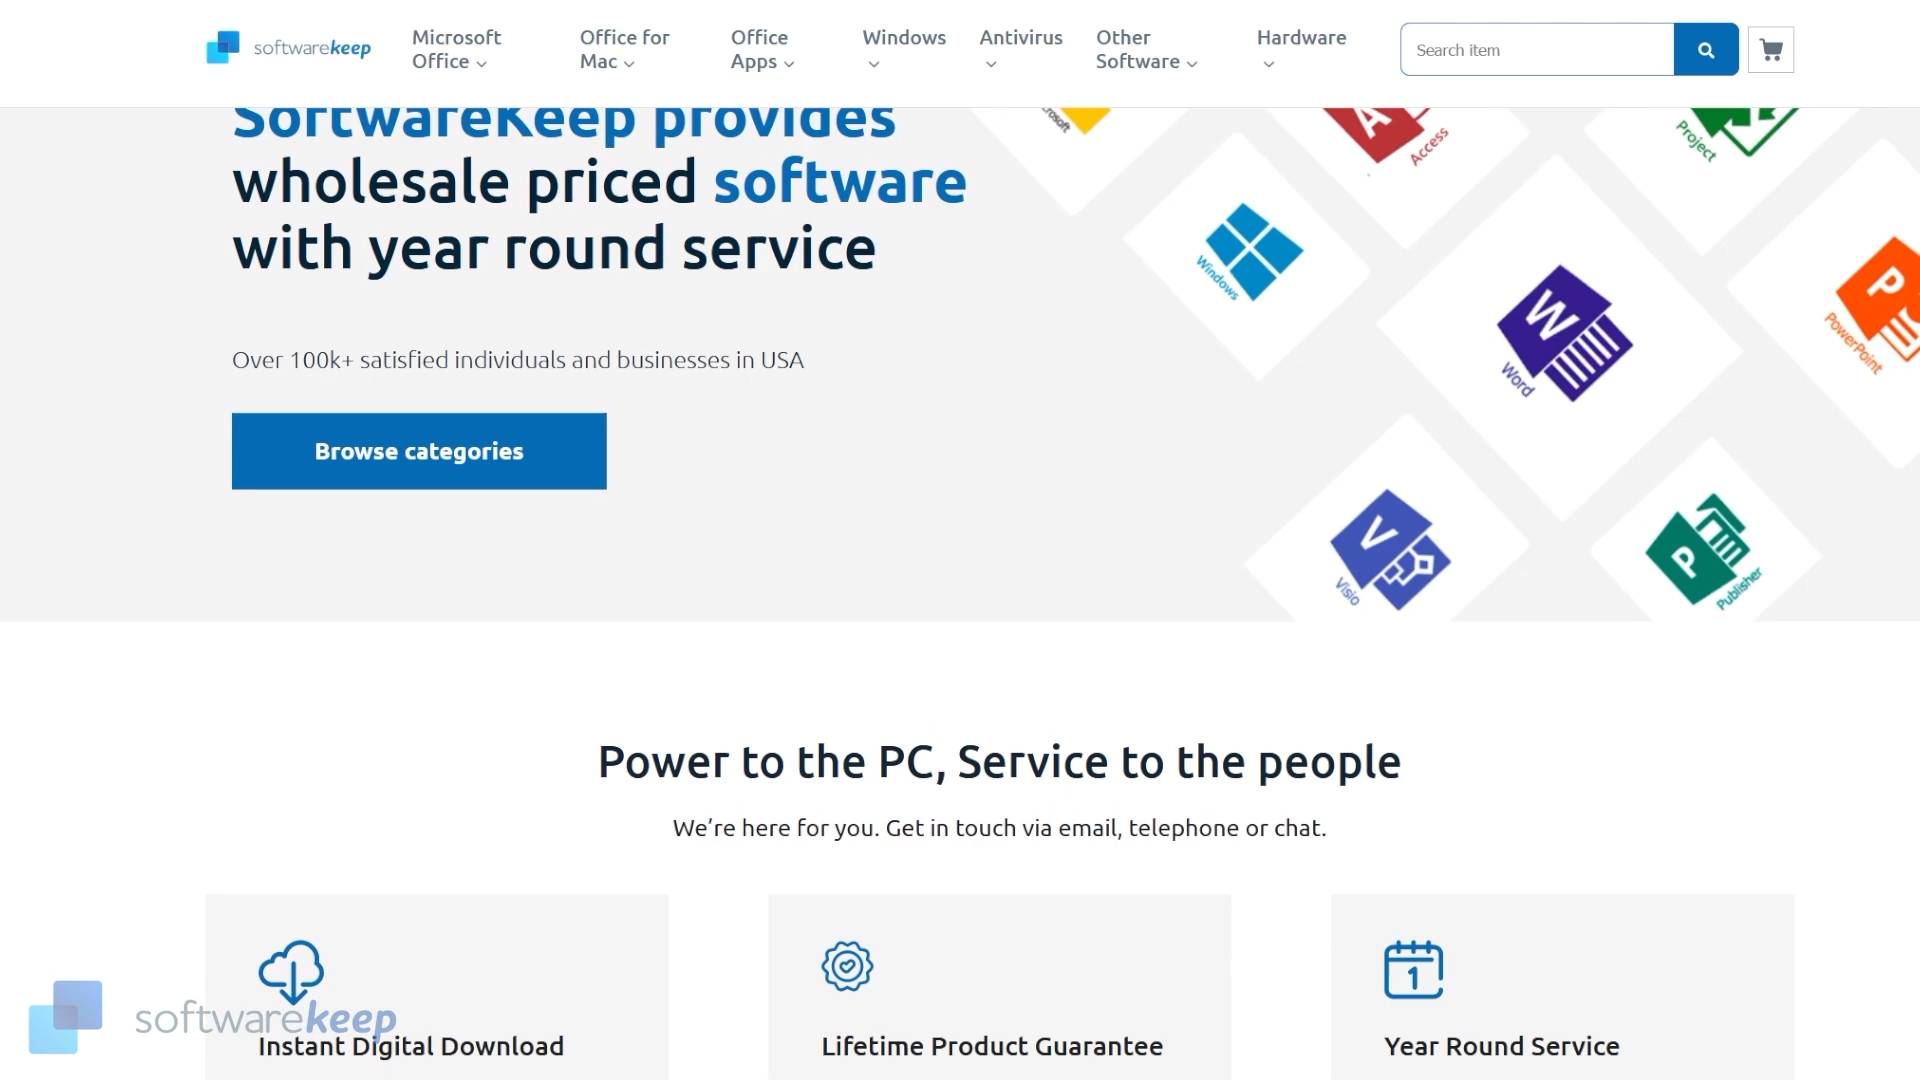 softwarekeep
Microsoft
Office
Office for
Mac
Office
Apps
Windows
Antivirus
Other
Software
Hardware
Search item
SoftwareKeep provides
wholesale priced software
with year round service
Over 100k+ satisfied individuals and businesses in USA
Browse categories
Access
Project
Windows
W
Word
P
PowerPoint
V
Visio
P
Publisher
Power to the PC, Service to the people
We’re here for you. Get in touch via email, telephone or chat.
1
softwarekeep
Instant Digital Download
Lifetime Product Guarantee
Year Round Service